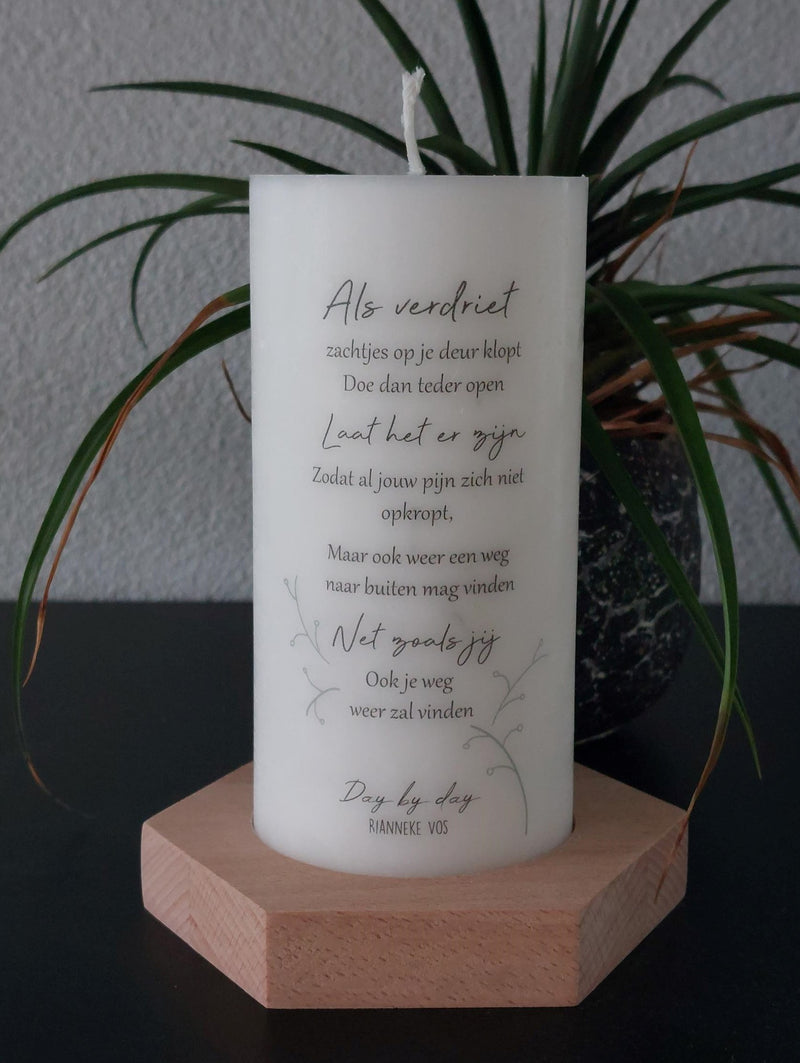 Als verdriet
zachtjes op je deur klopt
Doe dan teder open
Laat het er zijn
Zodat al jouw pijn zich niet
opkropt,
Maar ook weer een weg
naar buiten mag vinden
Net zoals jij
Ook je weg
weer zal vinden
Day by day
RIANNEKE VOS